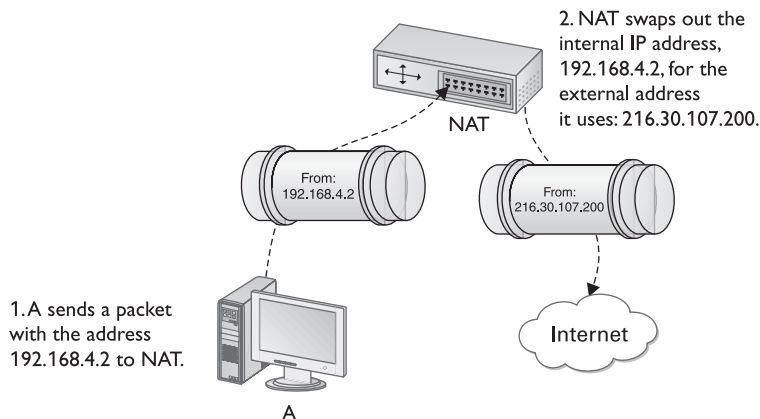 2. NAT swaps out the
internal IP address,
192.168.4.2, for the
external address
it uses: 216.30.107.200.
NAT
From:
192.168.4.2
From:
216.30.107.200
1. A sends a packet
with the address
192.168.4.2 to NAT.
Internet
A